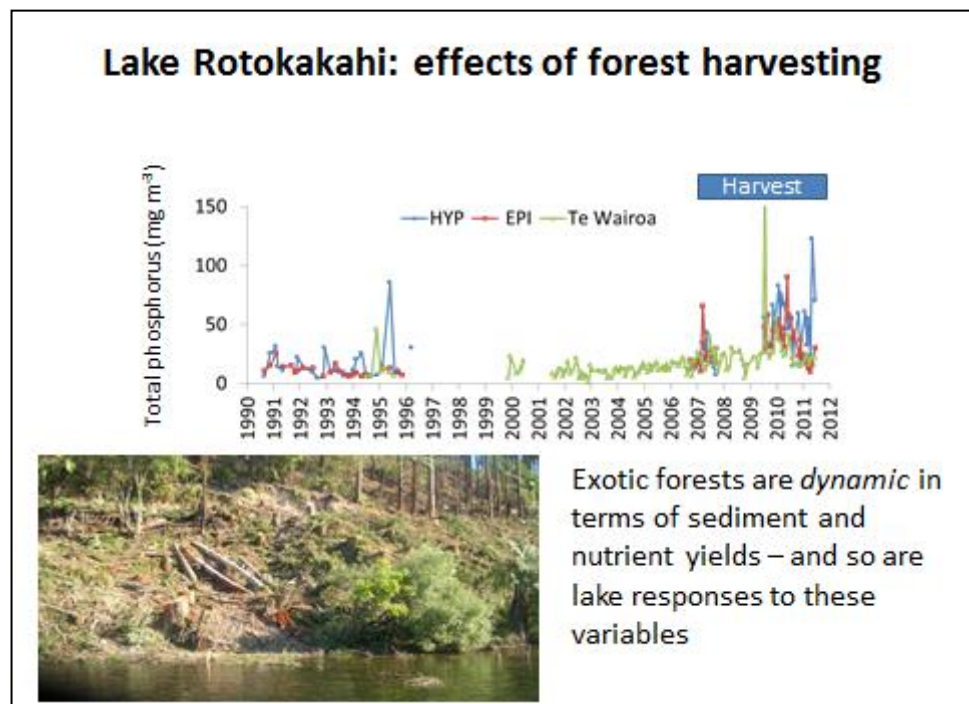 Lake Rotokakahi: effects of forest harvesting
Harvest
Total phosphorus (mg m⁻³)
150
100
50
0
HYP EPI Te Wairoa
1990 1991 1992 1993 1994 1995 1996 1997 1998 1999 2000 2001 2002 2003 2004 2005 2006 2007 2008 2009 2010 2011 2012
Exotic forests are dynamic in
terms of sediment and
nutrient yields – and so are
lake responses to these
variables